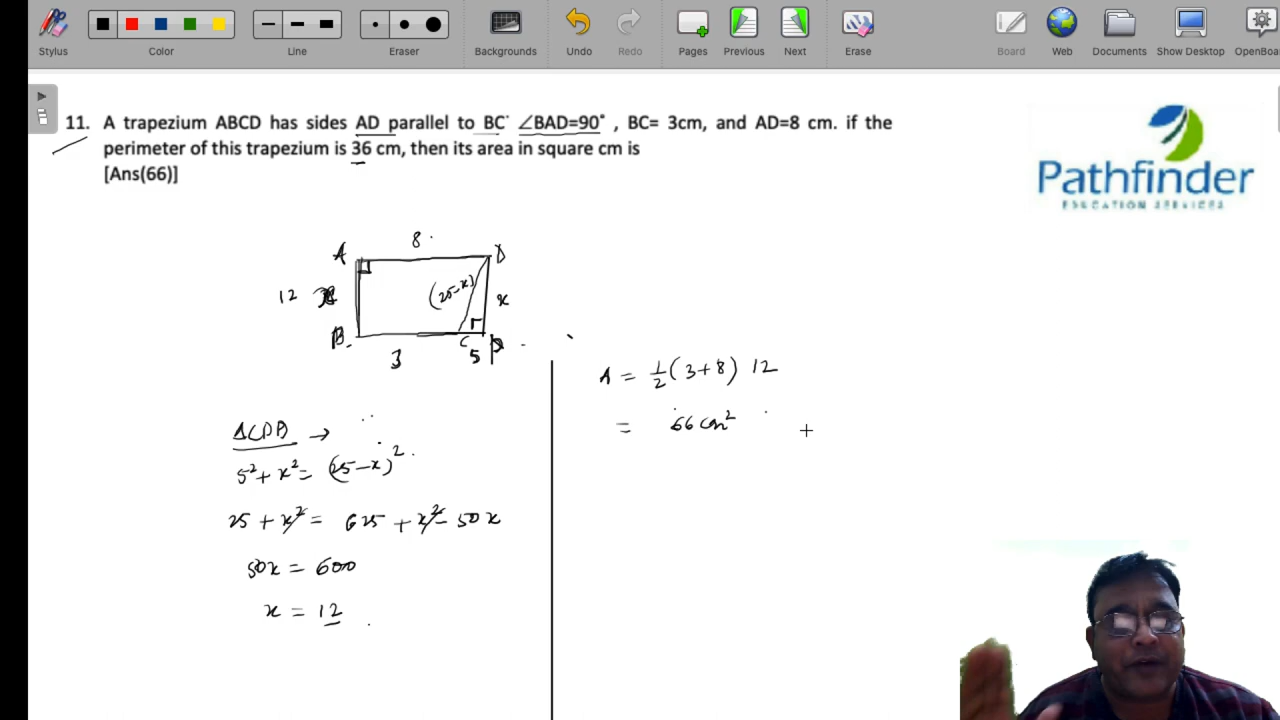 Stylus Color Line Eraser Backgrounds Undo Redo Pages Previous Next Erase Board Web Documents Show Desktop OpenBoa
11. A trapezium ABCD has sides AD parallel to BC' ∠BAD=90° , BC= 3cm, and AD=8 cm. if the
perimeter of this trapezium is 36 cm, then its area in square cm is
[Ans(66)]
Pathfinder
EDUCATION SERVICES
8
A D
12 (25-x) x
B C
3 5
A = 1/2 (3+8) 12
= 66 cm²
ΔCDB →
5² + x² = (25-x)²
25 + x² = 625 + x² - 50x
50x = 600
x = 12